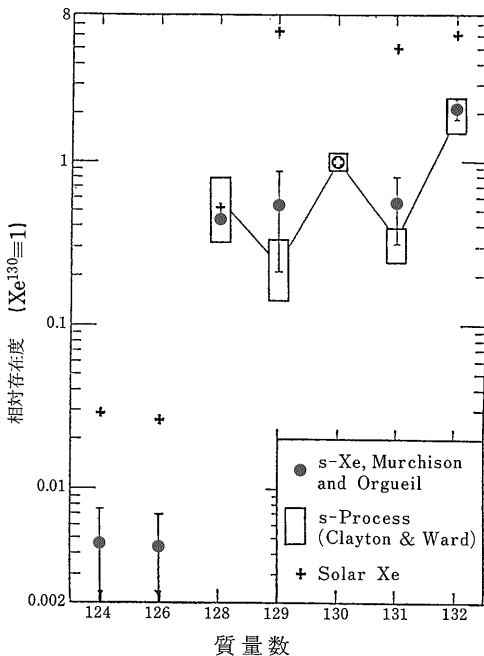 8
1
0.1
0.01
0.002
相対存在度 (Xe¹³⁰≡1)
124 126 128 129 130 131 132
質量数
s-Xe, Murchison
and Orgueil
s-Process
(Clayton & Ward)
Solar Xe